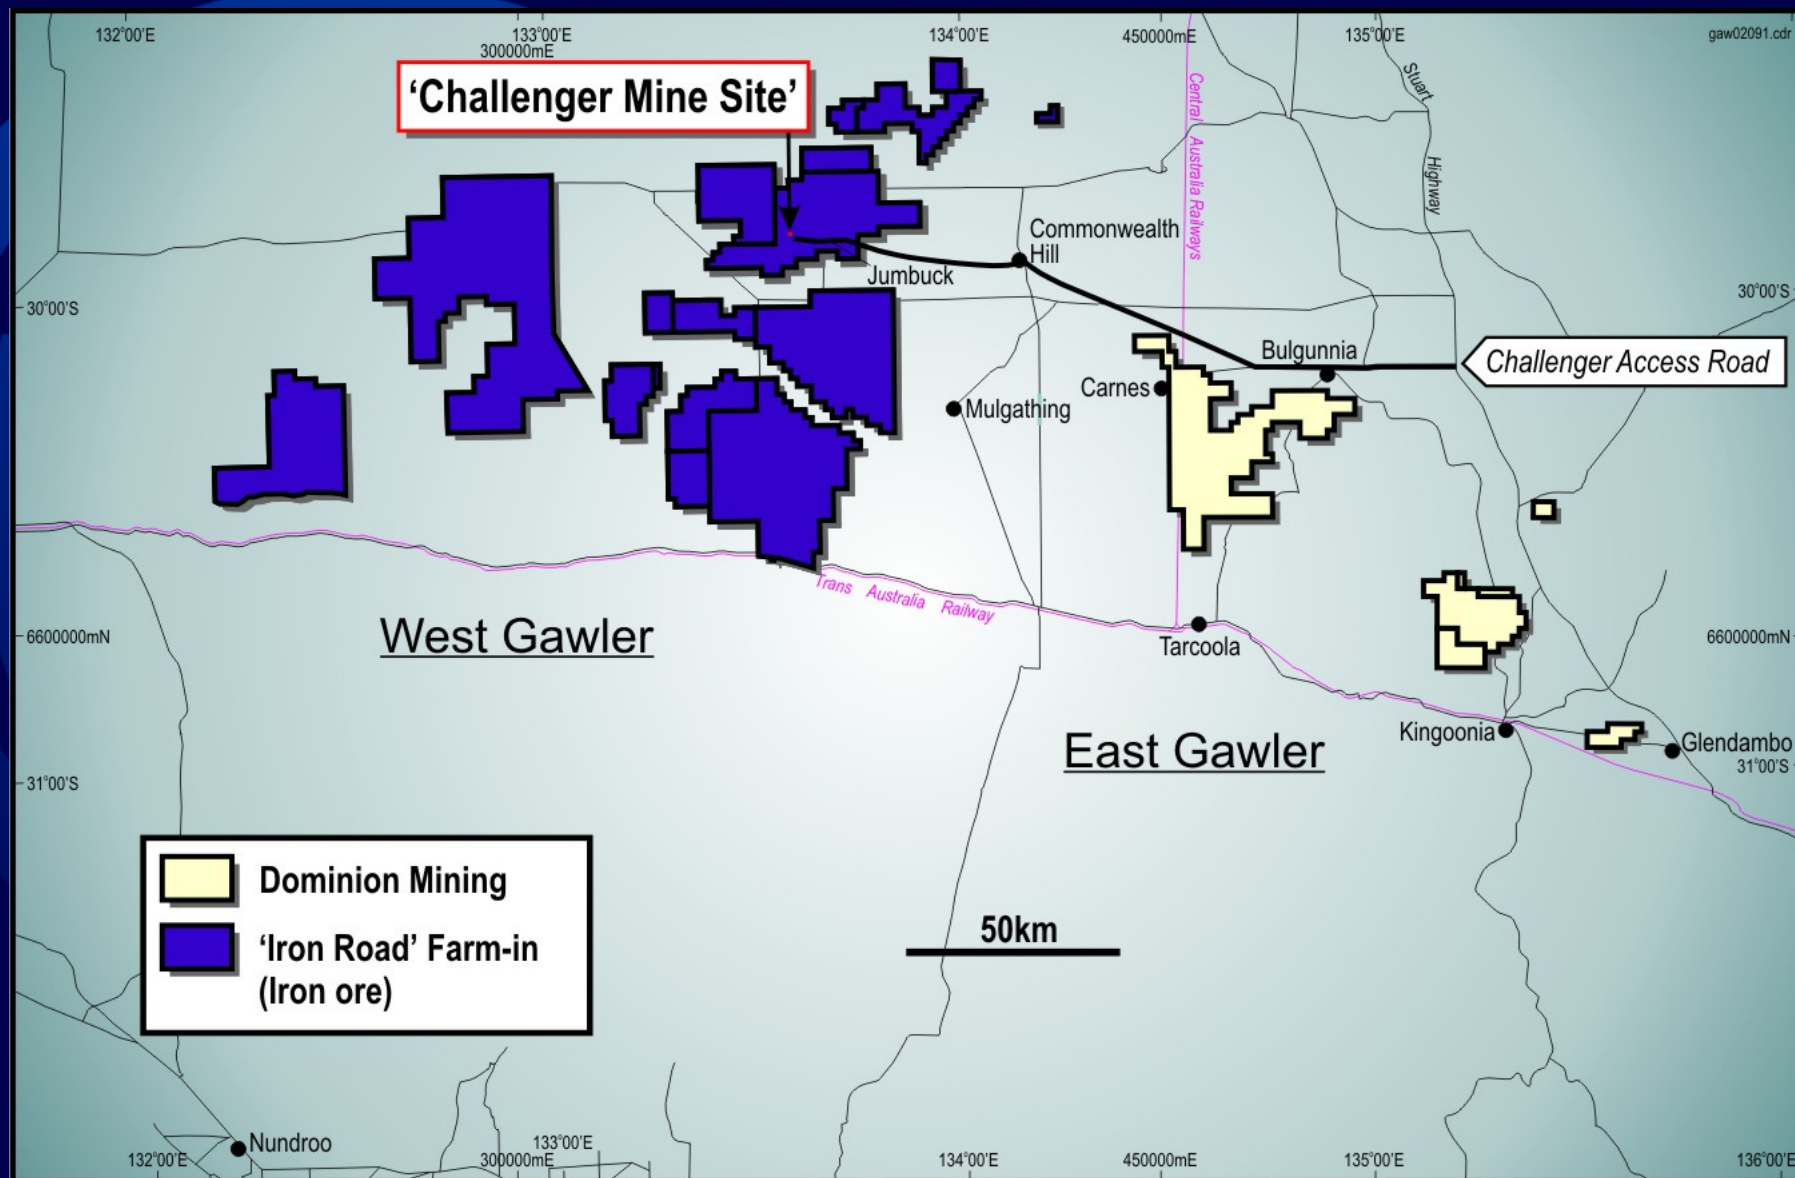 132°00'E
133°00'E
300000mE
134°00'E
450000mE
135°00'E
gaw02091.cdr
'Challenger Mine Site'
Stuart
Highway
Central Australia Railways
Commonwealth
Hill
Jumbuck
30°00'S
30°00'S
Bulgunnia
Challenger Access Road
Carnes
Mulgathing
Trans Australia Railway
West Gawler
6600000mN
6600000mN
Tarcoola
Kingoonia
East Gawler
Glendambo
31°00'S
31°00'S
Dominion Mining
'Iron Road' Farm-in
(Iron ore)
50km
Nundroo
132°00'E
133°00'E
300000mE
134°00'E
450000mE
135°00'E
136°00'E